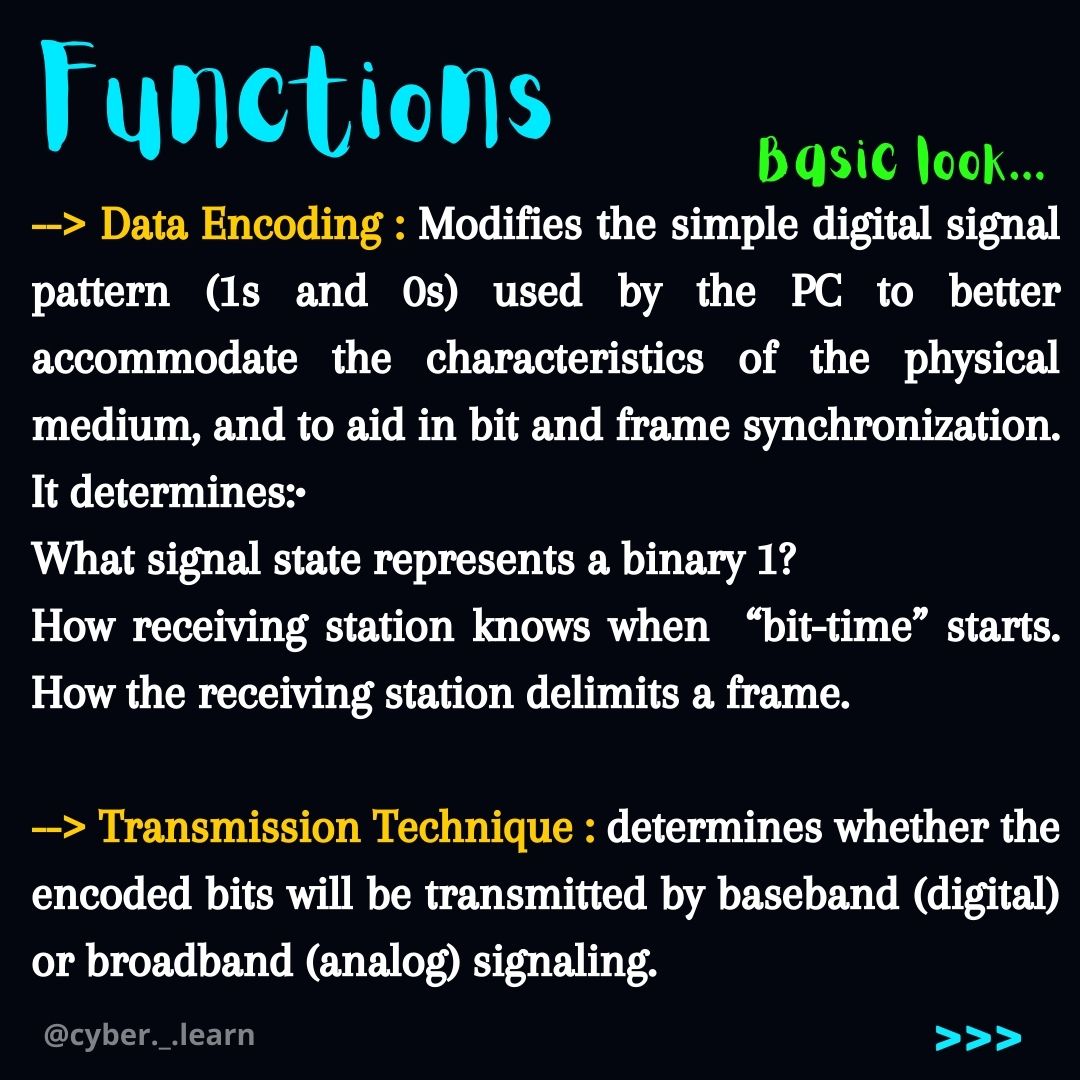 Functions
Basic look...
--> Data Encoding : Modifies the simple digital signal
pattern (1s and 0s) used by the PC to better
accommodate the characteristics of the physical
medium, and to aid in bit and frame synchronization.
It determines:•
What signal state represents a binary 1?
How receiving station knows when “bit-time” starts.
How the receiving station delimits a frame.
--> Transmission Technique : determines whether the
encoded bits will be transmitted by baseband (digital)
or broadband (analog) signaling.
@cyber._.learn
>>>